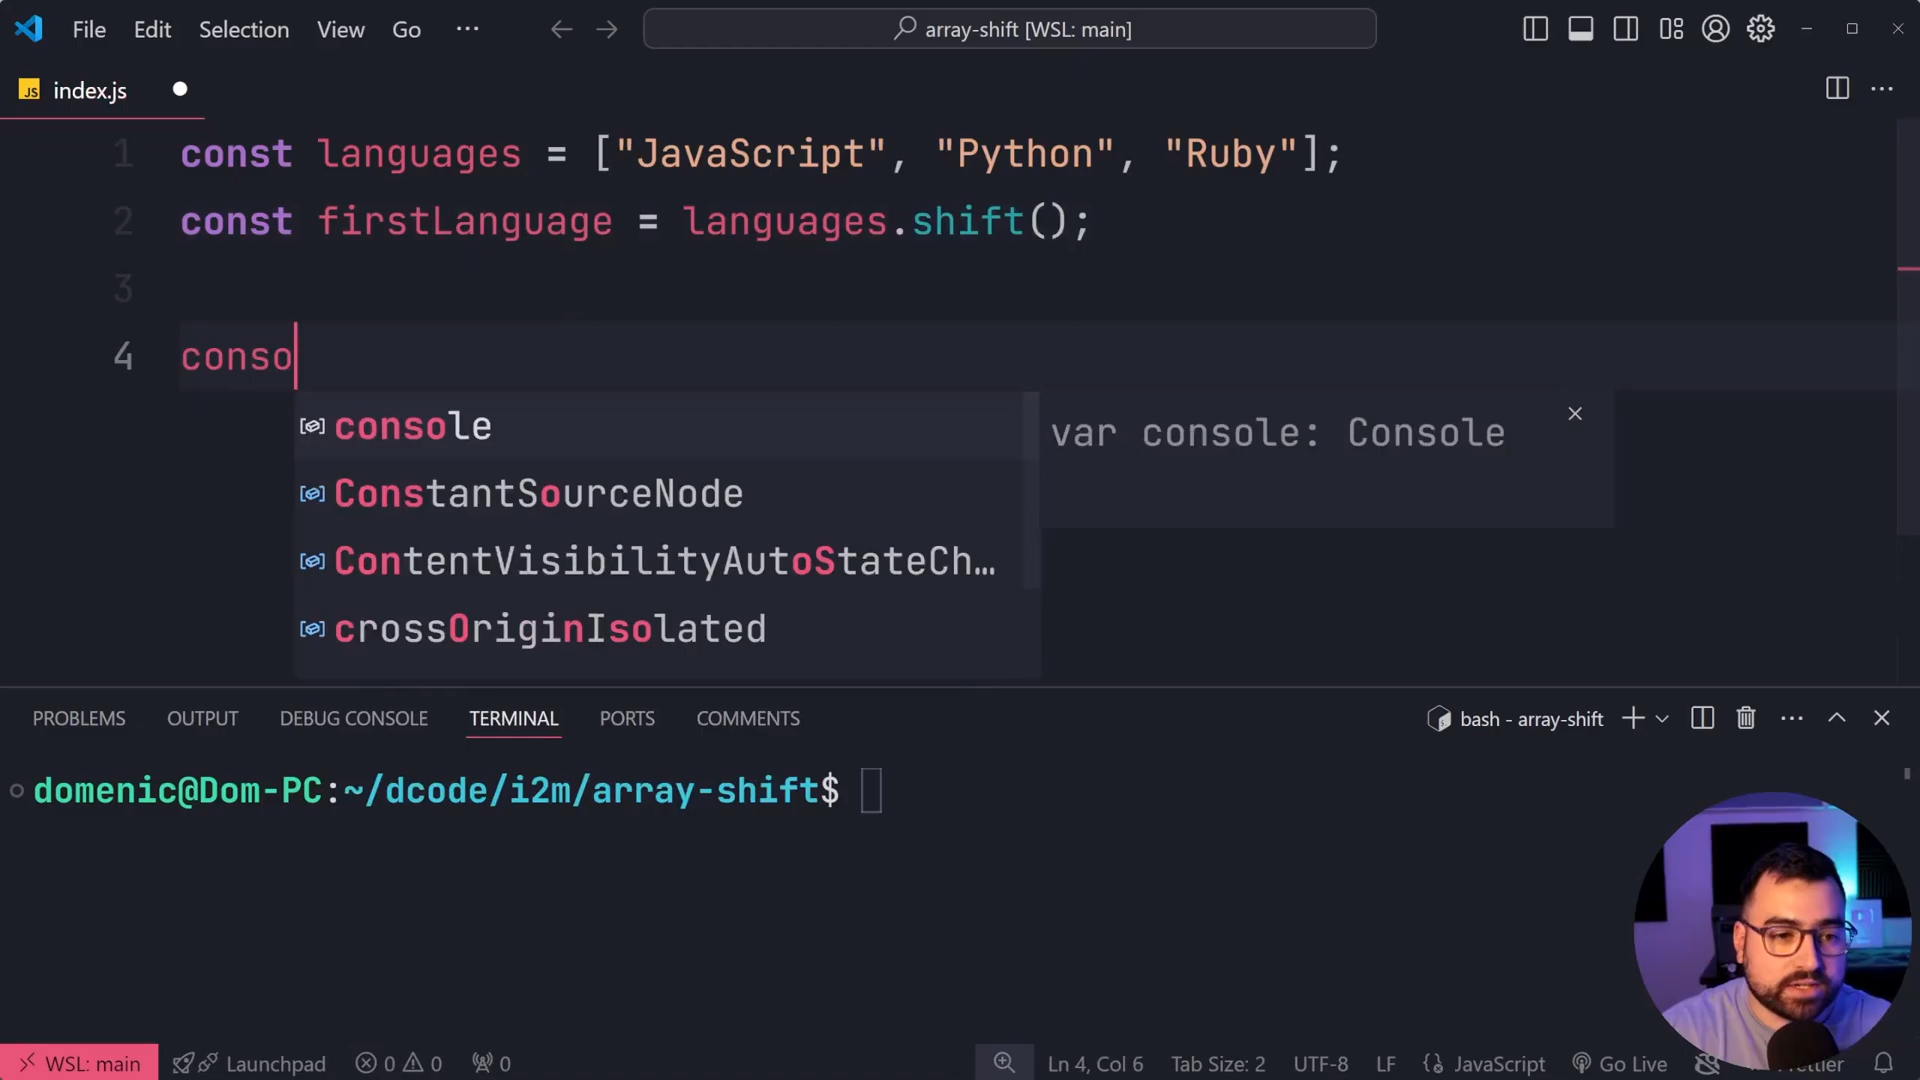 File Edit Selection View Go ··· array-shift [WSL: main]
JS index.js
1 const languages = ["JavaScript", "Python", "Ruby"];
2 const firstLanguage = languages.shift();
3
4 conso
console
var console: Console
ConstantSourceNode
ContentVisibilityAutoStateCh…
crossOriginIsolated
PROBLEMS OUTPUT DEBUG CONSOLE TERMINAL PORTS COMMENTS bash - array-shift
domenic@Dom-PC:~/dcode/i2m/array-shift$
WSL: main Launchpad 0 0 0 Ln 4, Col 6 Tab Size: 2 UTF-8 LF {} JavaScript Go Live